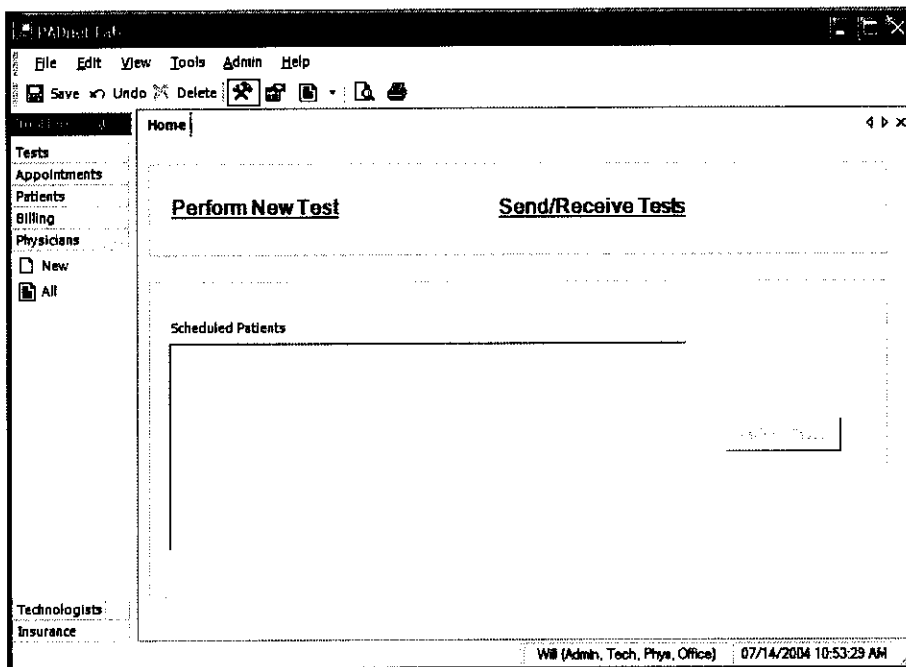 PADnet Lab
File Edit View Tools Admin Help
Save Undo Delete
Home
Tests
Appointments
Patients
Billing
Physicians
New
All
Perform New Test Send/Receive Tests
Scheduled Patients
Technologists
Insurance
Will (Admin, Tech, Phys, Office) 07/14/2004 10:53:29 AM